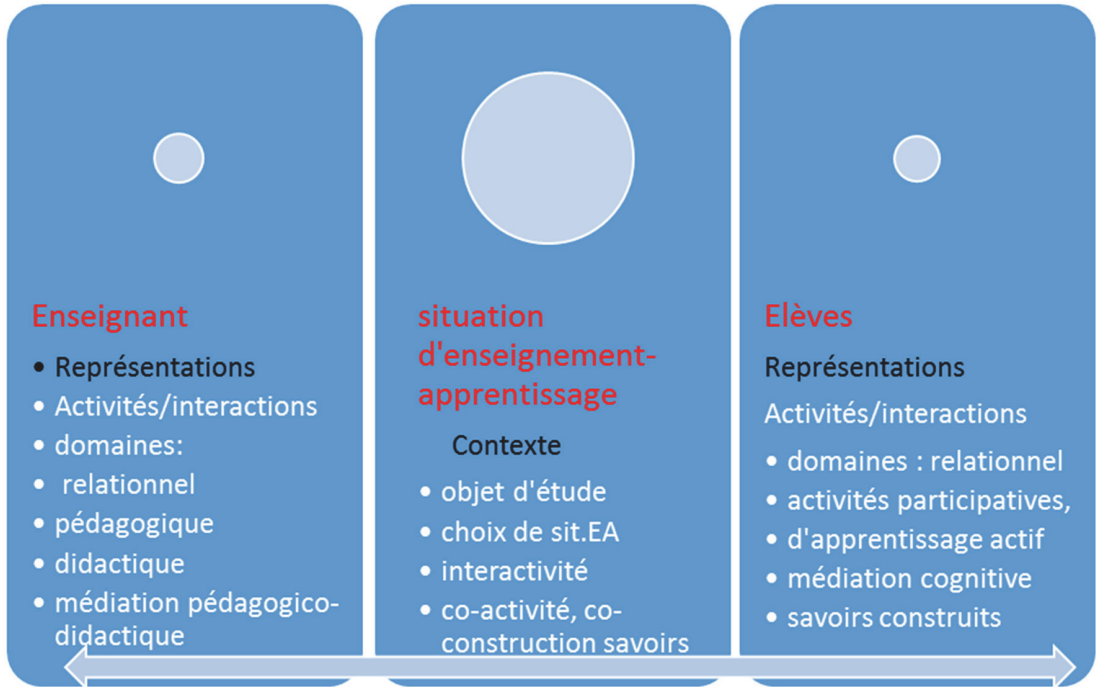 Enseignant
• Représentations
• Activités/interactions
• domaines:
• relationnel
• pédagogique
• didactique
• médiation pédagogico-
didactique
situation
d'enseignement-
apprentissage
Contexte
• objet d'étude
• choix de sit.EA
• interactivité
• co-activité, co-
construction savoirs
Elèves
Représentations
Activités/interactions
• domaines : relationnel
• activités participatives,
• d'apprentissage actif
• médiation cognitive
• savoirs construits